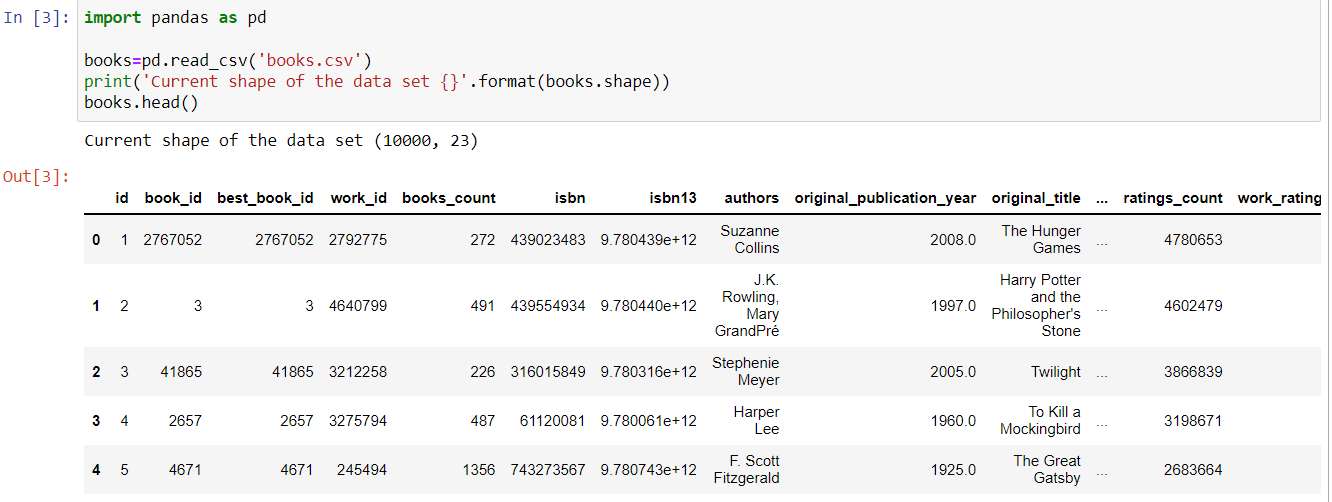 In [3]: import pandas as pd
books=pd.read_csv('books.csv')
print('Current shape of the data set {}'.format(books.shape))
books.head()
Current shape of the data set (10000, 23)
Out[3]:
id book_id best_book_id work_id books_count isbn isbn13 authors original_publication_year original_title ... ratings_count work_rating
0 1 2767052 2767052 2792775 272 439023483 9.780439e+12 Suzanne Collins 2008.0 The Hunger Games ... 4780653
1 2 3 3 4640799 491 439554934 9.780440e+12 J.K. Rowling, Mary GrandPré 1997.0 Harry Potter and the Philosopher's Stone ... 4602479
2 3 41865 41865 3212258 226 316015849 9.780316e+12 Stephenie Meyer 2005.0 Twilight ... 3866839
3 4 2657 2657 3275794 487 61120081 9.780061e+12 Harper Lee 1960.0 To Kill a Mockingbird ... 3198671
4 5 4671 4671 245494 1356 743273567 9.780743e+12 F. Scott Fitzgerald 1925.0 The Great Gatsby ... 2683664